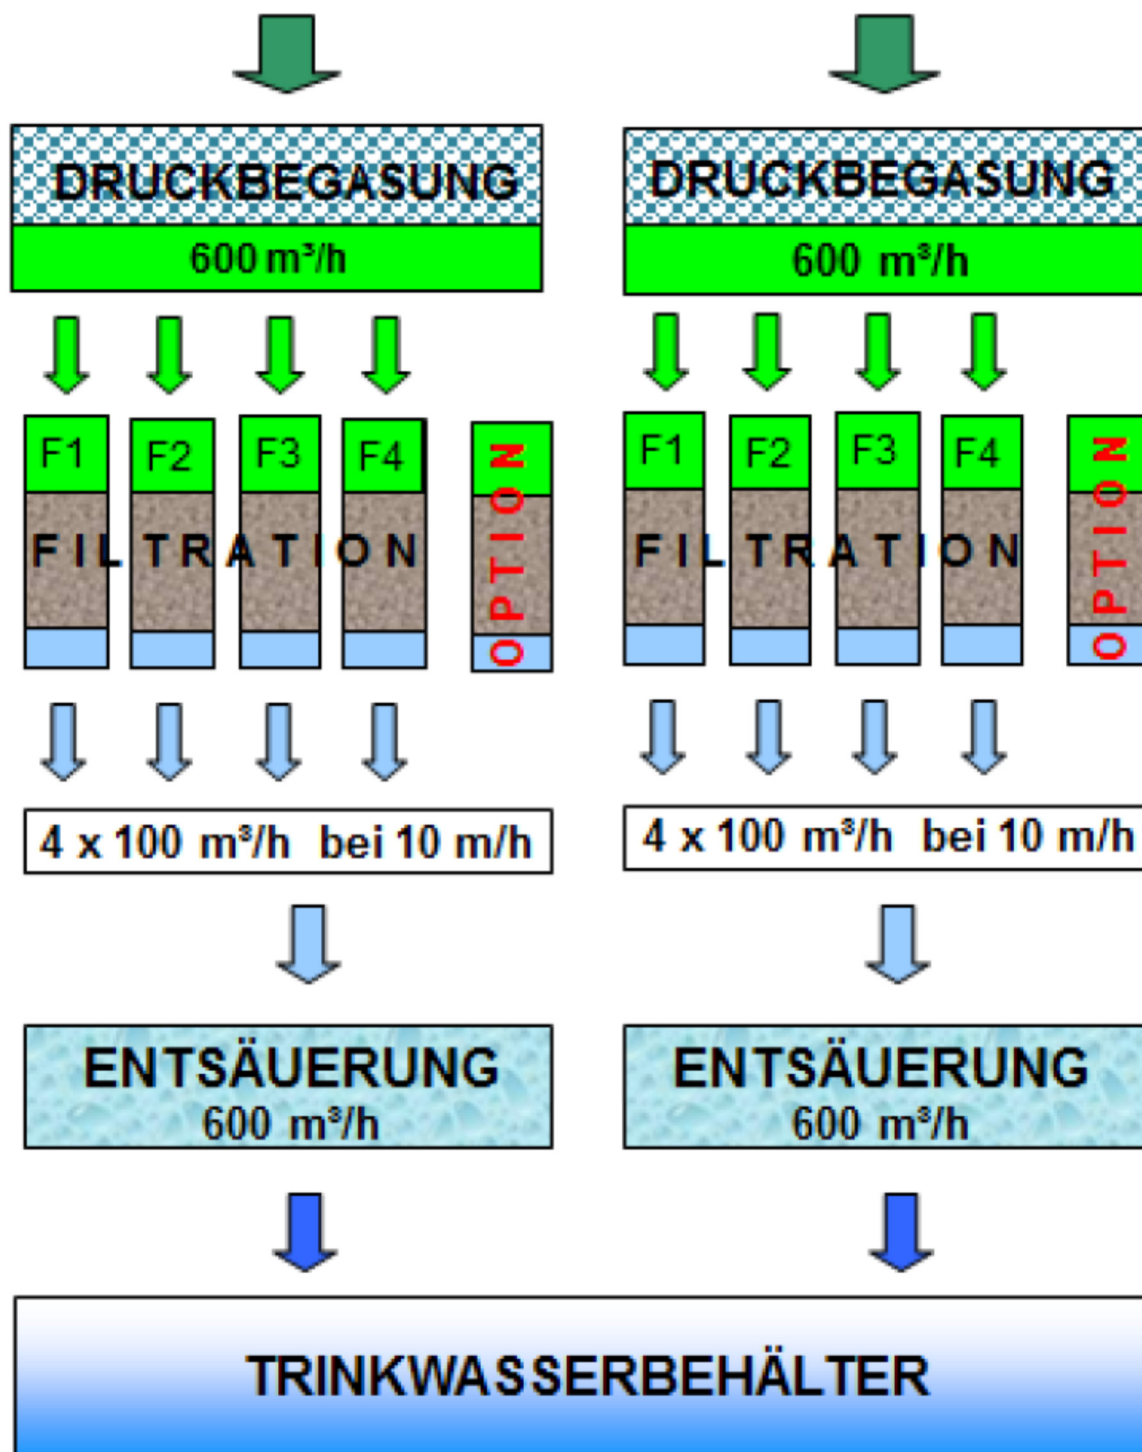 DRUCKBEGASUNG
600 m³/h
F1 F2 F3 F4
FILTRATION
OPTION
4 x 100 m³/h bei 10 m/h
ENTSÄUERUNG
600 m³/h
DRUCKBEGASUNG
600 m³/h
F1 F2 F3 F4
FILTRATION
OPTION
4 x 100 m³/h bei 10 m/h
ENTSÄUERUNG
600 m³/h
TRINKWASSERBEHÄLTER